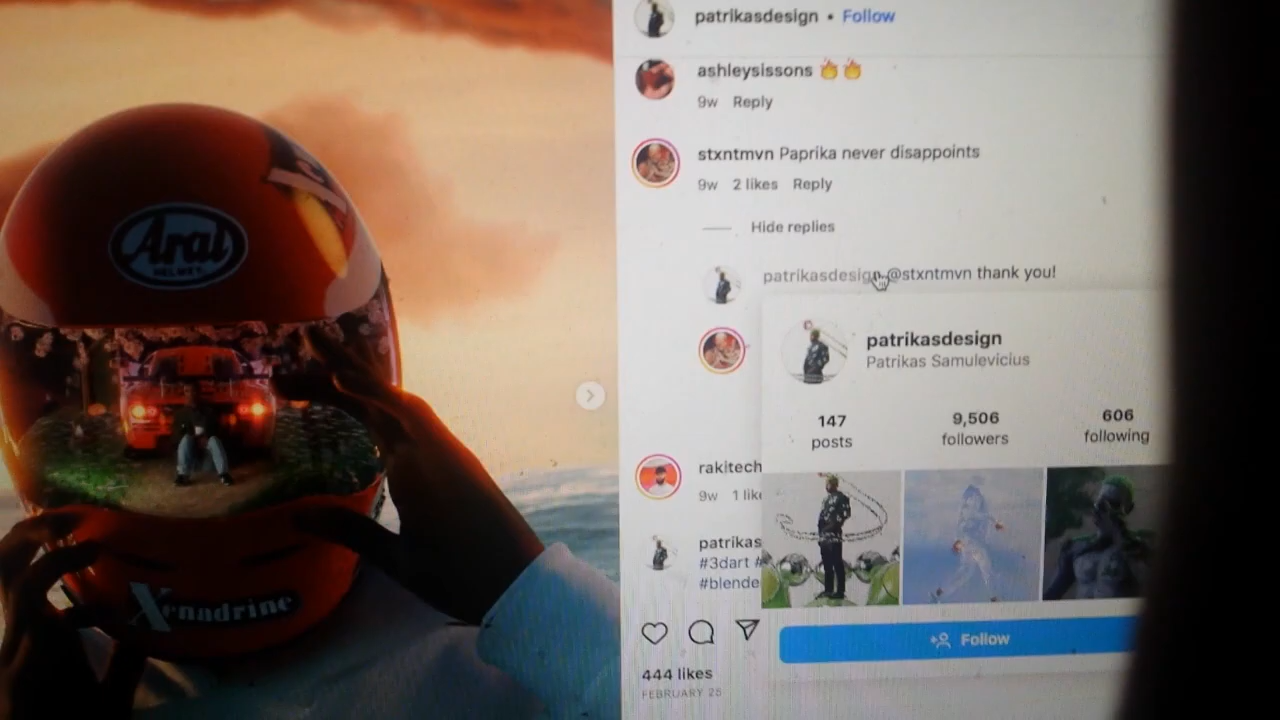 patrikasdesign • Follow
ashleysissons 🔥🔥
9w Reply
stxntmvn Paprika never disappoints
9w 2 likes Reply
Hide replies
patrikasdesign @stxntmvn thank you!
patrikasdesign
Patrikas Samulevicius
147 posts
9,506 followers
606 following
rakitech
9w 1 like
patrikas
#3dart #
#blende
Follow
444 likes
FEBRUARY 25
Arai
HELMET.
Xenadrine